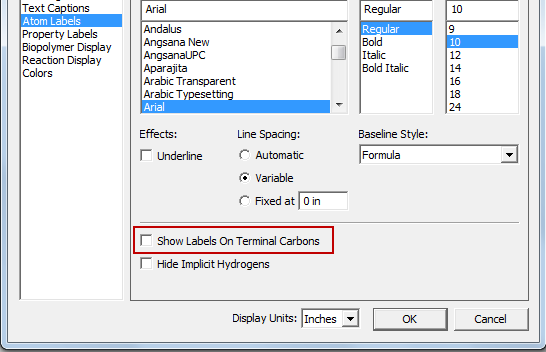 Text Captions
Atom Labels
Property Labels
Biopolymer Display
Reaction Display
Colors
Arial
Regular
10
Andalus
Angsana New
AngsanaUPC
Aparajita
Arabic Transparent
Arabic Typesetting
Arial
Regular
Bold
Italic
Bold Italic
9
10
12
14
16
18
24
Effects:
Line Spacing:
Baseline Style:
Underline
Automatic
Formula
Variable
Fixed at 0 in
Show Labels On Terminal Carbons
Hide Implicit Hydrogens
Display Units: Inches OK Cancel